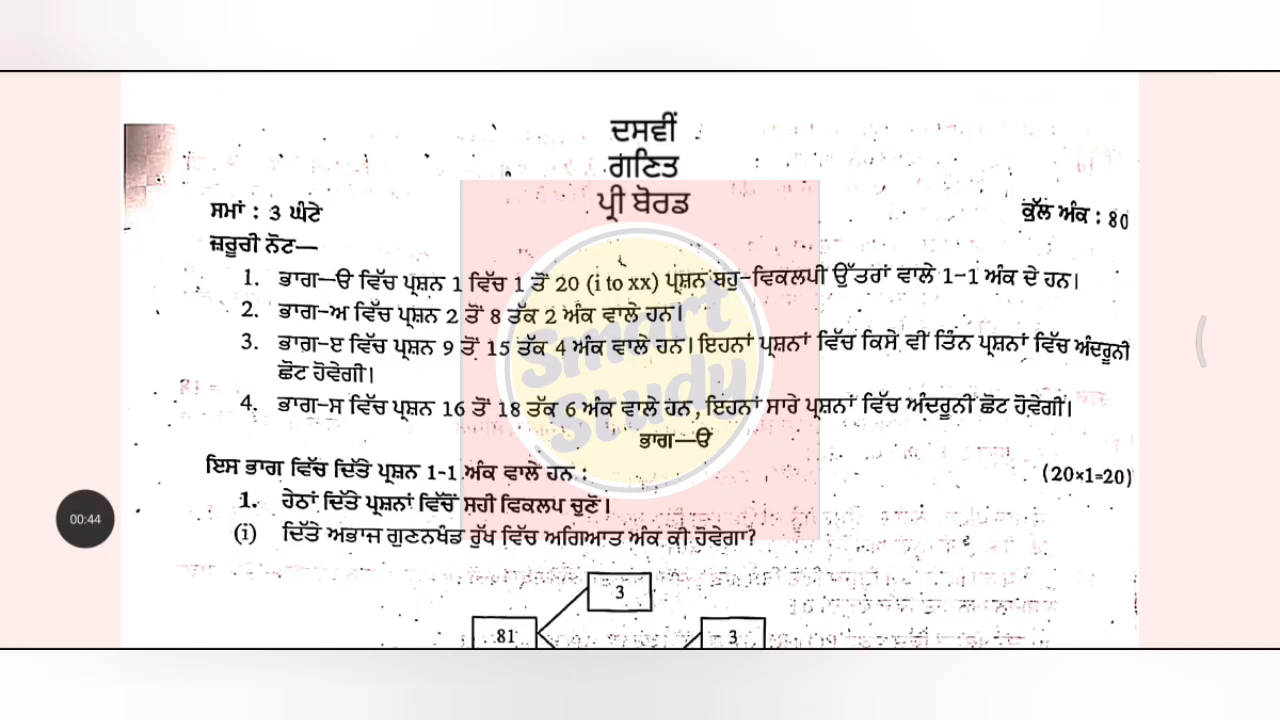 ਦਸਵੀਂ
ਗਣਿਤ
ਪ੍ਰੀ ਬੋਰਡ
ਸਮਾਂ : 3 ਘੰਟੇ
ਕੁੱਲ ਅੰਕ : 80
ਜ਼ਰੂਰੀ ਨੋਟ—
1. ਭਾਗ—ੳ ਵਿੱਚ ਪ੍ਰਸ਼ਨ 1 ਵਿੱਚ 1 ਤੋਂ 20 (i to xx) ਪ੍ਰਸ਼ਨ ਬਹੁ-ਵਿਕਲਪੀ ਉੱਤਰਾਂ ਵਾਲੇ 1-1 ਅੰਕ ਦੇ ਹਨ।
2. ਭਾਗ-ਅ ਵਿੱਚ ਪ੍ਰਸ਼ਨ 2 ਤੋਂ 8 ਤੱਕ 2 ਅੰਕ ਵਾਲੇ ਹਨ।
3. ਭਾਗ-ੲ ਵਿੱਚ ਪ੍ਰਸ਼ਨ 9 ਤੋਂ 15 ਤੱਕ 4 ਅੰਕ ਵਾਲੇ ਹਨ। ਇਹਨਾਂ ਪ੍ਰਸ਼ਨਾਂ ਵਿੱਚ ਕਿਸੇ ਵੀ ਤਿੰਨ ਪ੍ਰਸ਼ਨਾਂ ਵਿੱਚ ਅੰਦਰੂਨੀ
ਛੋਟ ਹੋਵੇਗੀ।
4. ਭਾਗ-ਸ ਵਿੱਚ ਪ੍ਰਸ਼ਨ 16 ਤੋਂ 18 ਤੱਕ 6 ਅੰਕ ਵਾਲੇ ਹਨ, ਇਹਨਾਂ ਸਾਰੇ ਪ੍ਰਸ਼ਨਾਂ ਵਿੱਚ ਅੰਦਰੂਨੀ ਛੋਟ ਹੋਵੇਗੀ।
Smart
Study
ਭਾਗ—ੳ
ਇਸ ਭਾਗ ਵਿੱਚ ਦਿੱਤੇ ਪ੍ਰਸ਼ਨ 1-1 ਅੰਕ ਵਾਲੇ ਹਨ :
(20×1=20)
1. ਹੇਠਾਂ ਦਿੱਤੇ ਪ੍ਰਸ਼ਨਾਂ ਵਿੱਚੋਂ ਸਹੀ ਵਿਕਲਪ ਚੁਣੋ।
(i) ਦਿੱਤੇ ਅਭਾਜ ਗੁਣਨਖੰਡ ਰੁੱਖ ਵਿੱਚ ਅਗਿਆਤ ਅੰਕ ਕੀ ਹੋਵੇਗਾ?
00:44
3
81
3